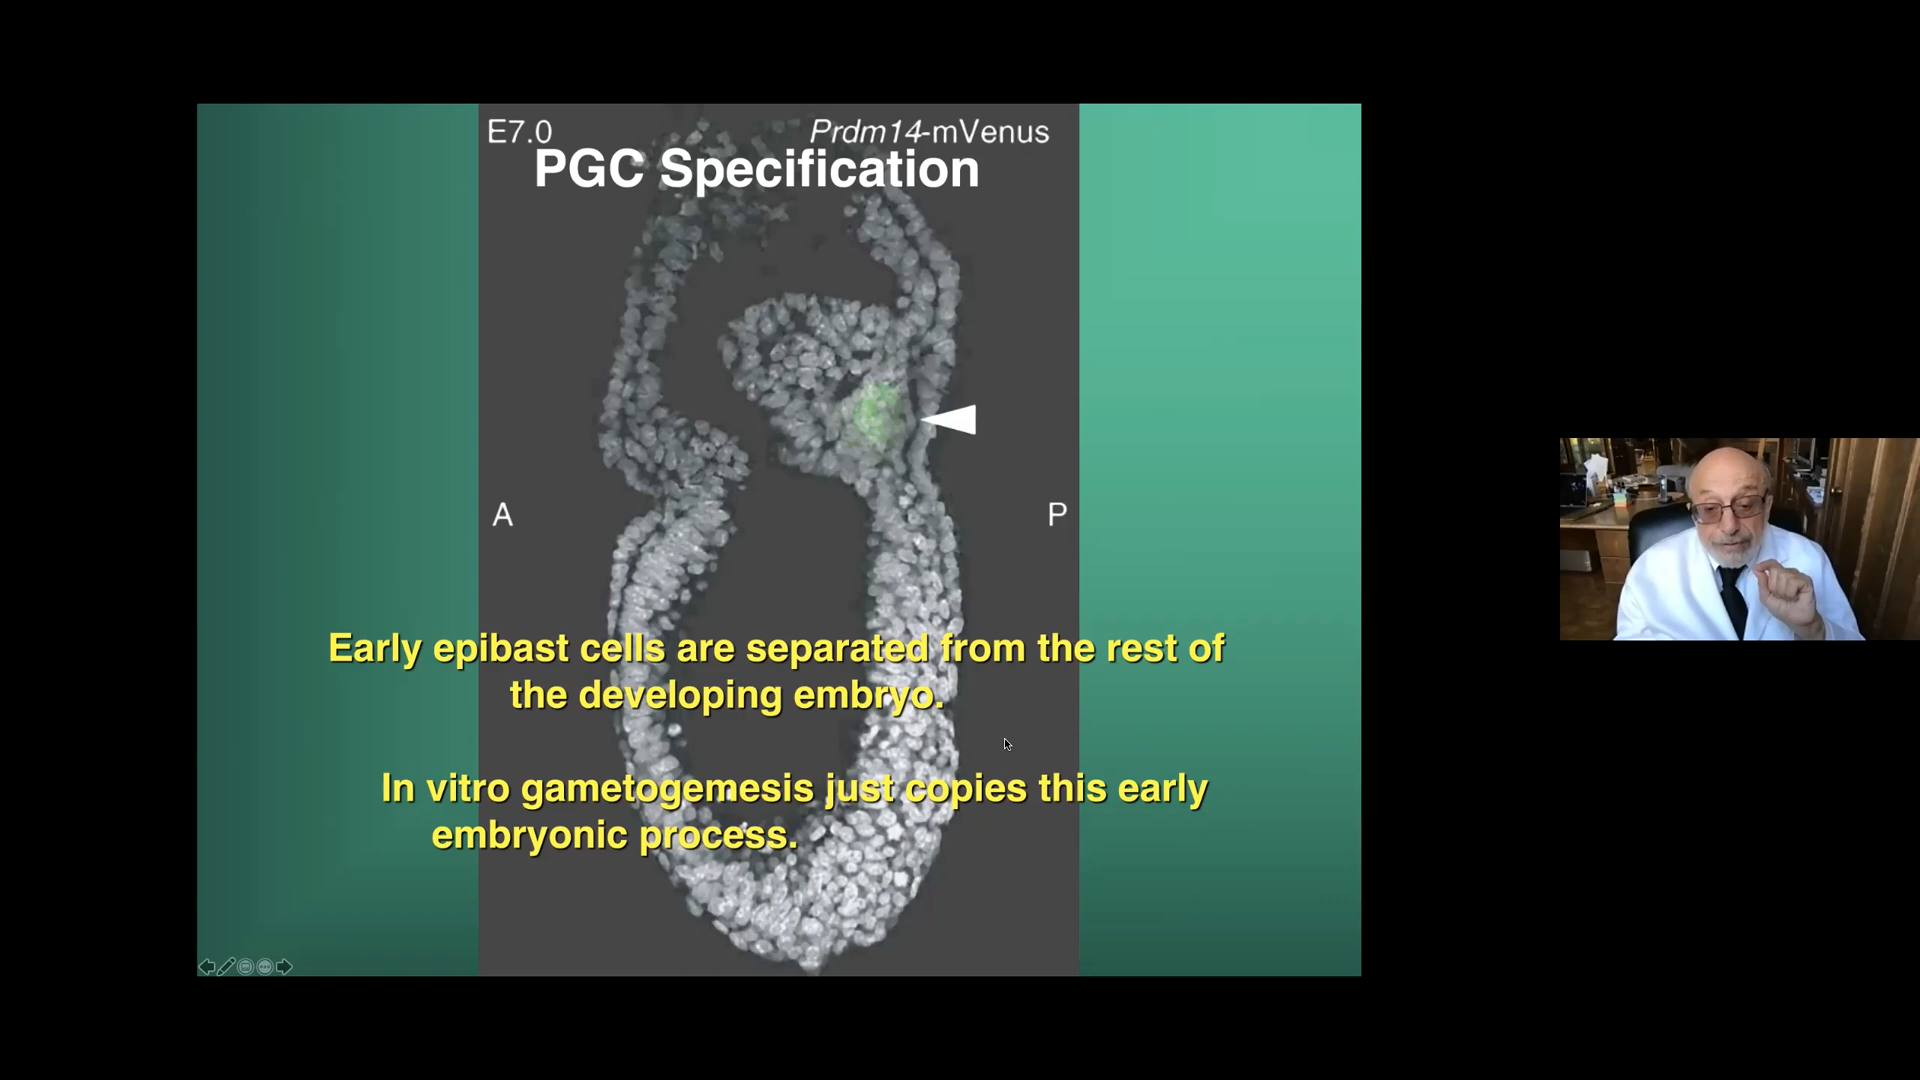 E7.0
Prdm14-mVenus
PGC Specification
A
P
Early epibast cells are separated from the rest of
the developing embryo.
In vitro gametogemesis just copies this early
embryonic process.